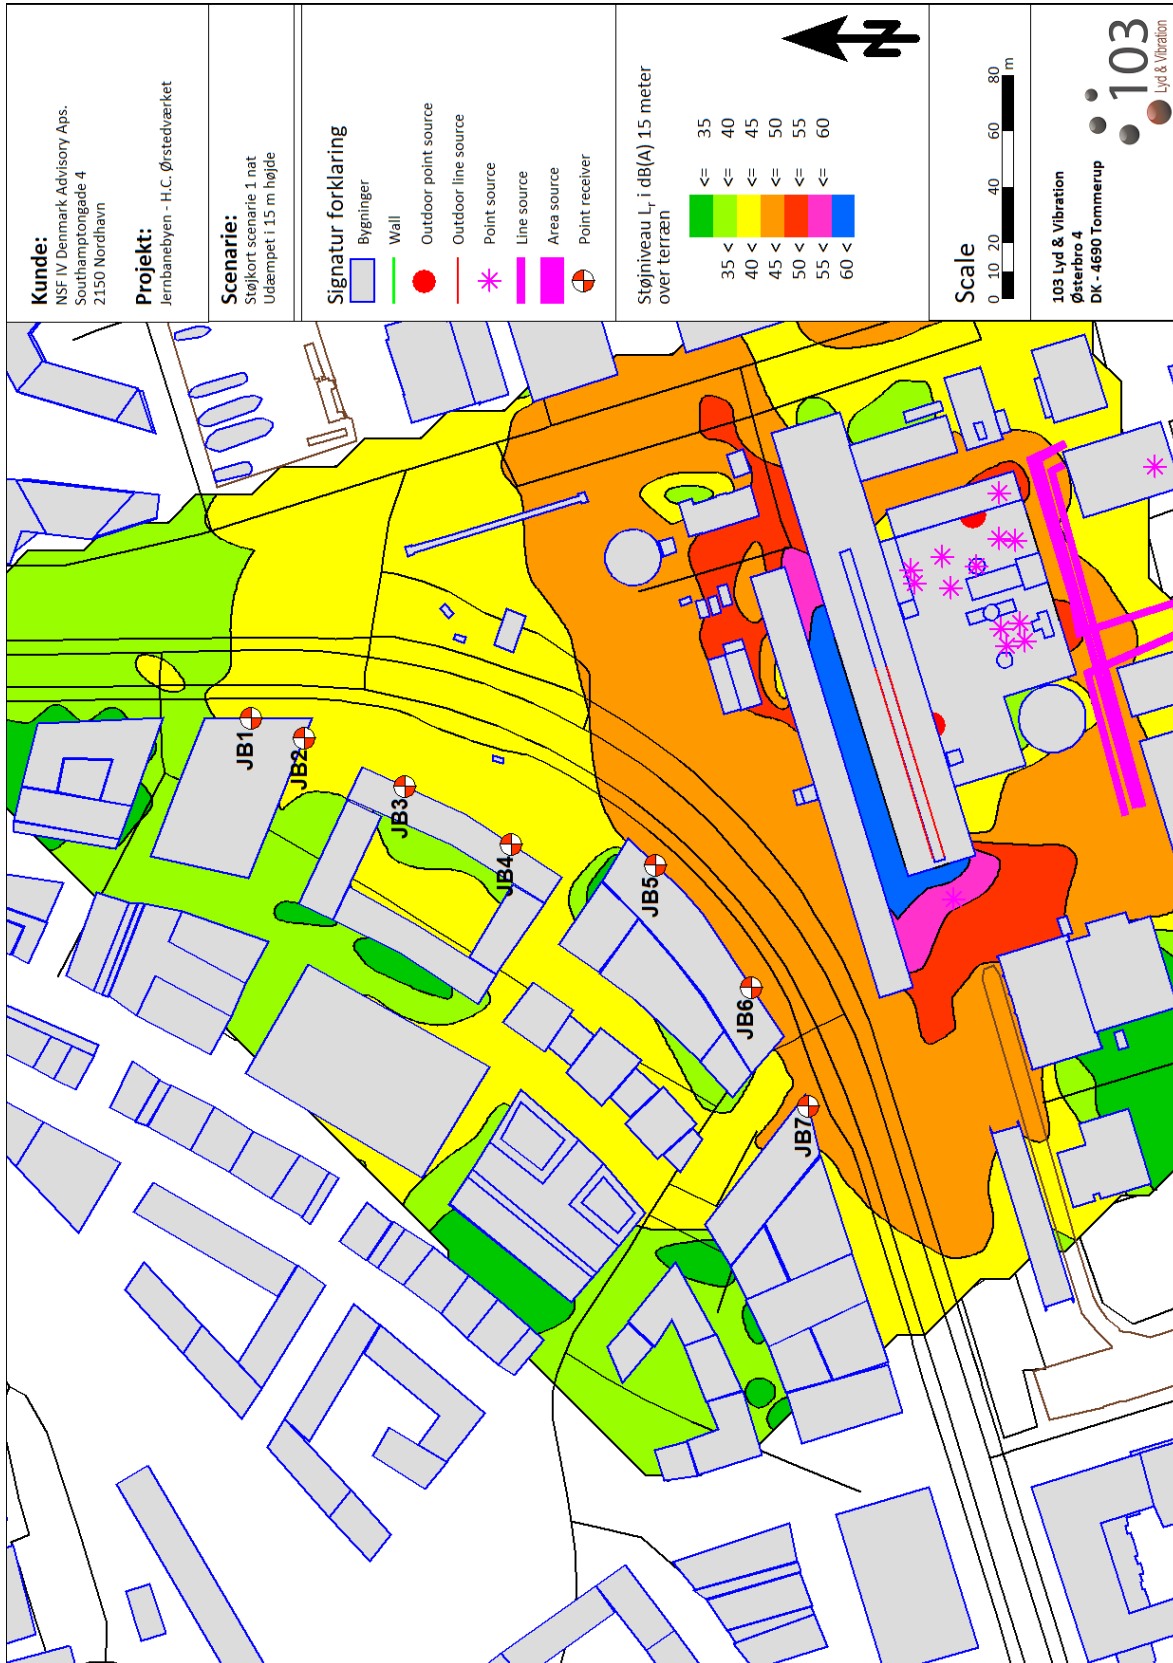 Kunde:
NSF IV Denmark Advisory Aps.
Southamptongade 4
2150 Nordhavn
Projekt:
Jernbanebyen - H.C. Ørstedværket
Scenarie:
Støjkort scenarie 1 nat
Udæmpet i 15 m højde
Signatur forklaring
Bygninger
Wall
Outdoor point source
Outdoor line source
Point source
Line source
Area source
Point receiver
Støjniveau Lr i dB(A) 15 meter
over terræn
<= 35
35 < <= 40
40 < <= 45
45 < <= 50
50 < <= 55
55 < <= 60
60 <
N
Scale
0 10 20 40 60 80
m
103 Lyd & Vibration
Østerbro 4
DK - 4690 Tommerup
103
Lyd & Vibration
JB1
JB2
JB3
JB4
JB5
JB6
JB7